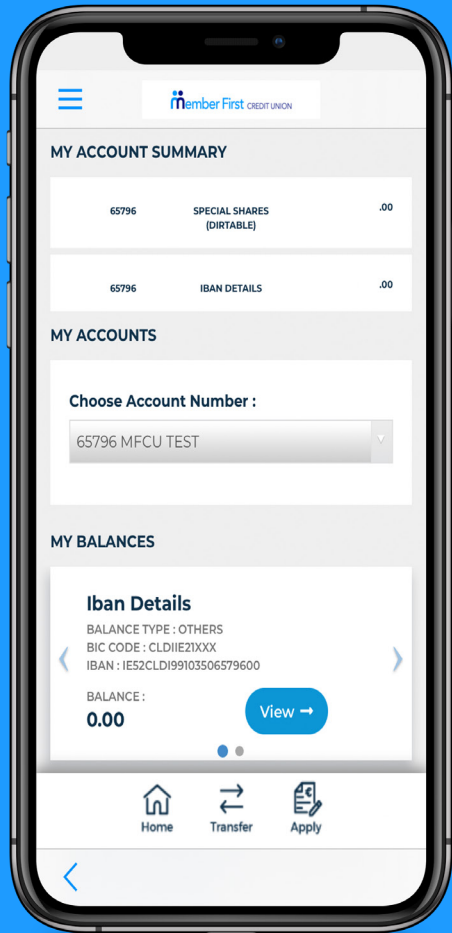 member First CREDIT UNION
MY ACCOUNT SUMMARY
65796 SPECIAL SHARES .00
(DIRTABLE)
65796 IBAN DETAILS .00
MY ACCOUNTS
Choose Account Number :
65796 MFCU TEST
MY BALANCES
Iban Details
BALANCE TYPE : OTHERS
BIC CODE : CLDIIE21XXX
IBAN : IE52CLDI99103506579600
BALANCE :
0.00 View →
Home Transfer Apply